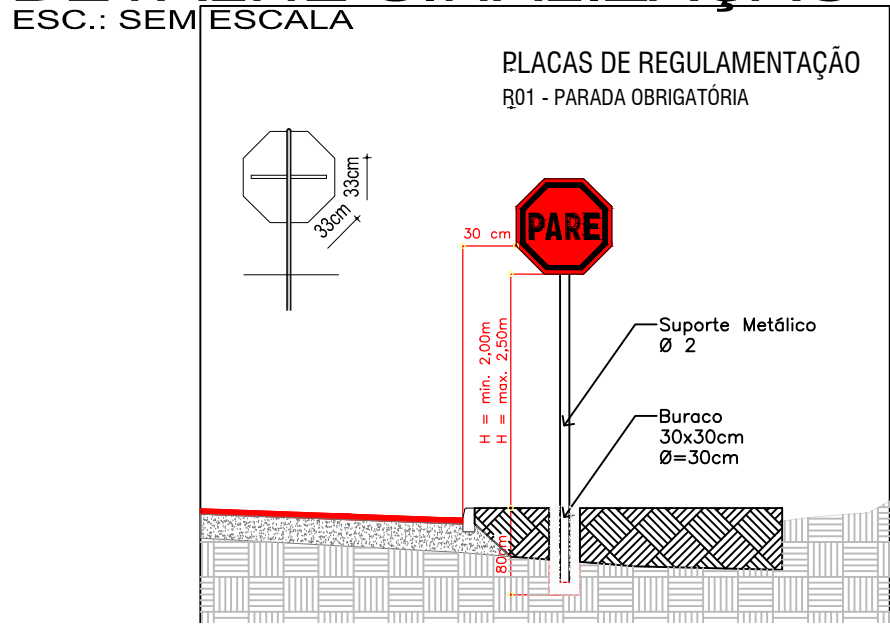 ESC.: SEM ESCALA
PLACAS DE REGULAMENTAÇÃO
R01 - PARADA OBRIGATÓRIA
33cm
33cm
30 cm
PARE
H = min. 2,00m
H = max. 2,50m
Suporte Metálico
Ø 2
Buraco
30x30cm
Ø=30cm
80cm